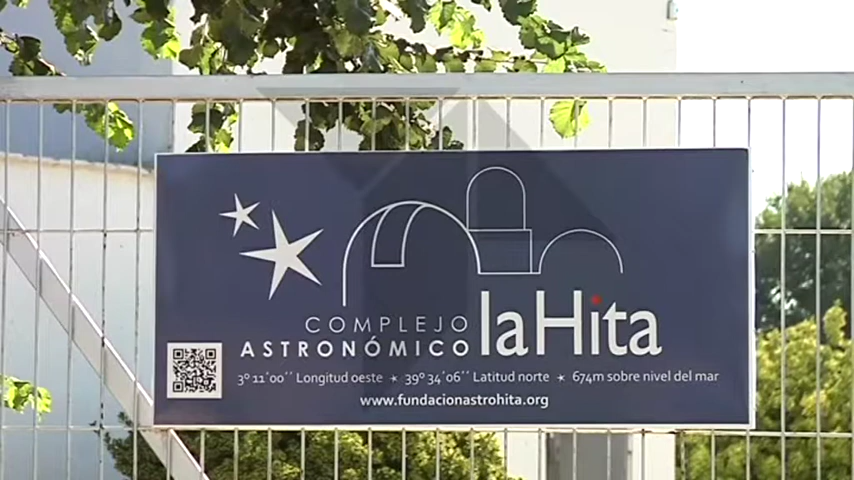 COMPLEJO
ASTRONÓMICO laHita
3º 11'00'' Longitud oeste ✶ 39º 34'06'' Latitud norte ✶ 674m sobre nivel del mar
www.fundacionastrohita.org